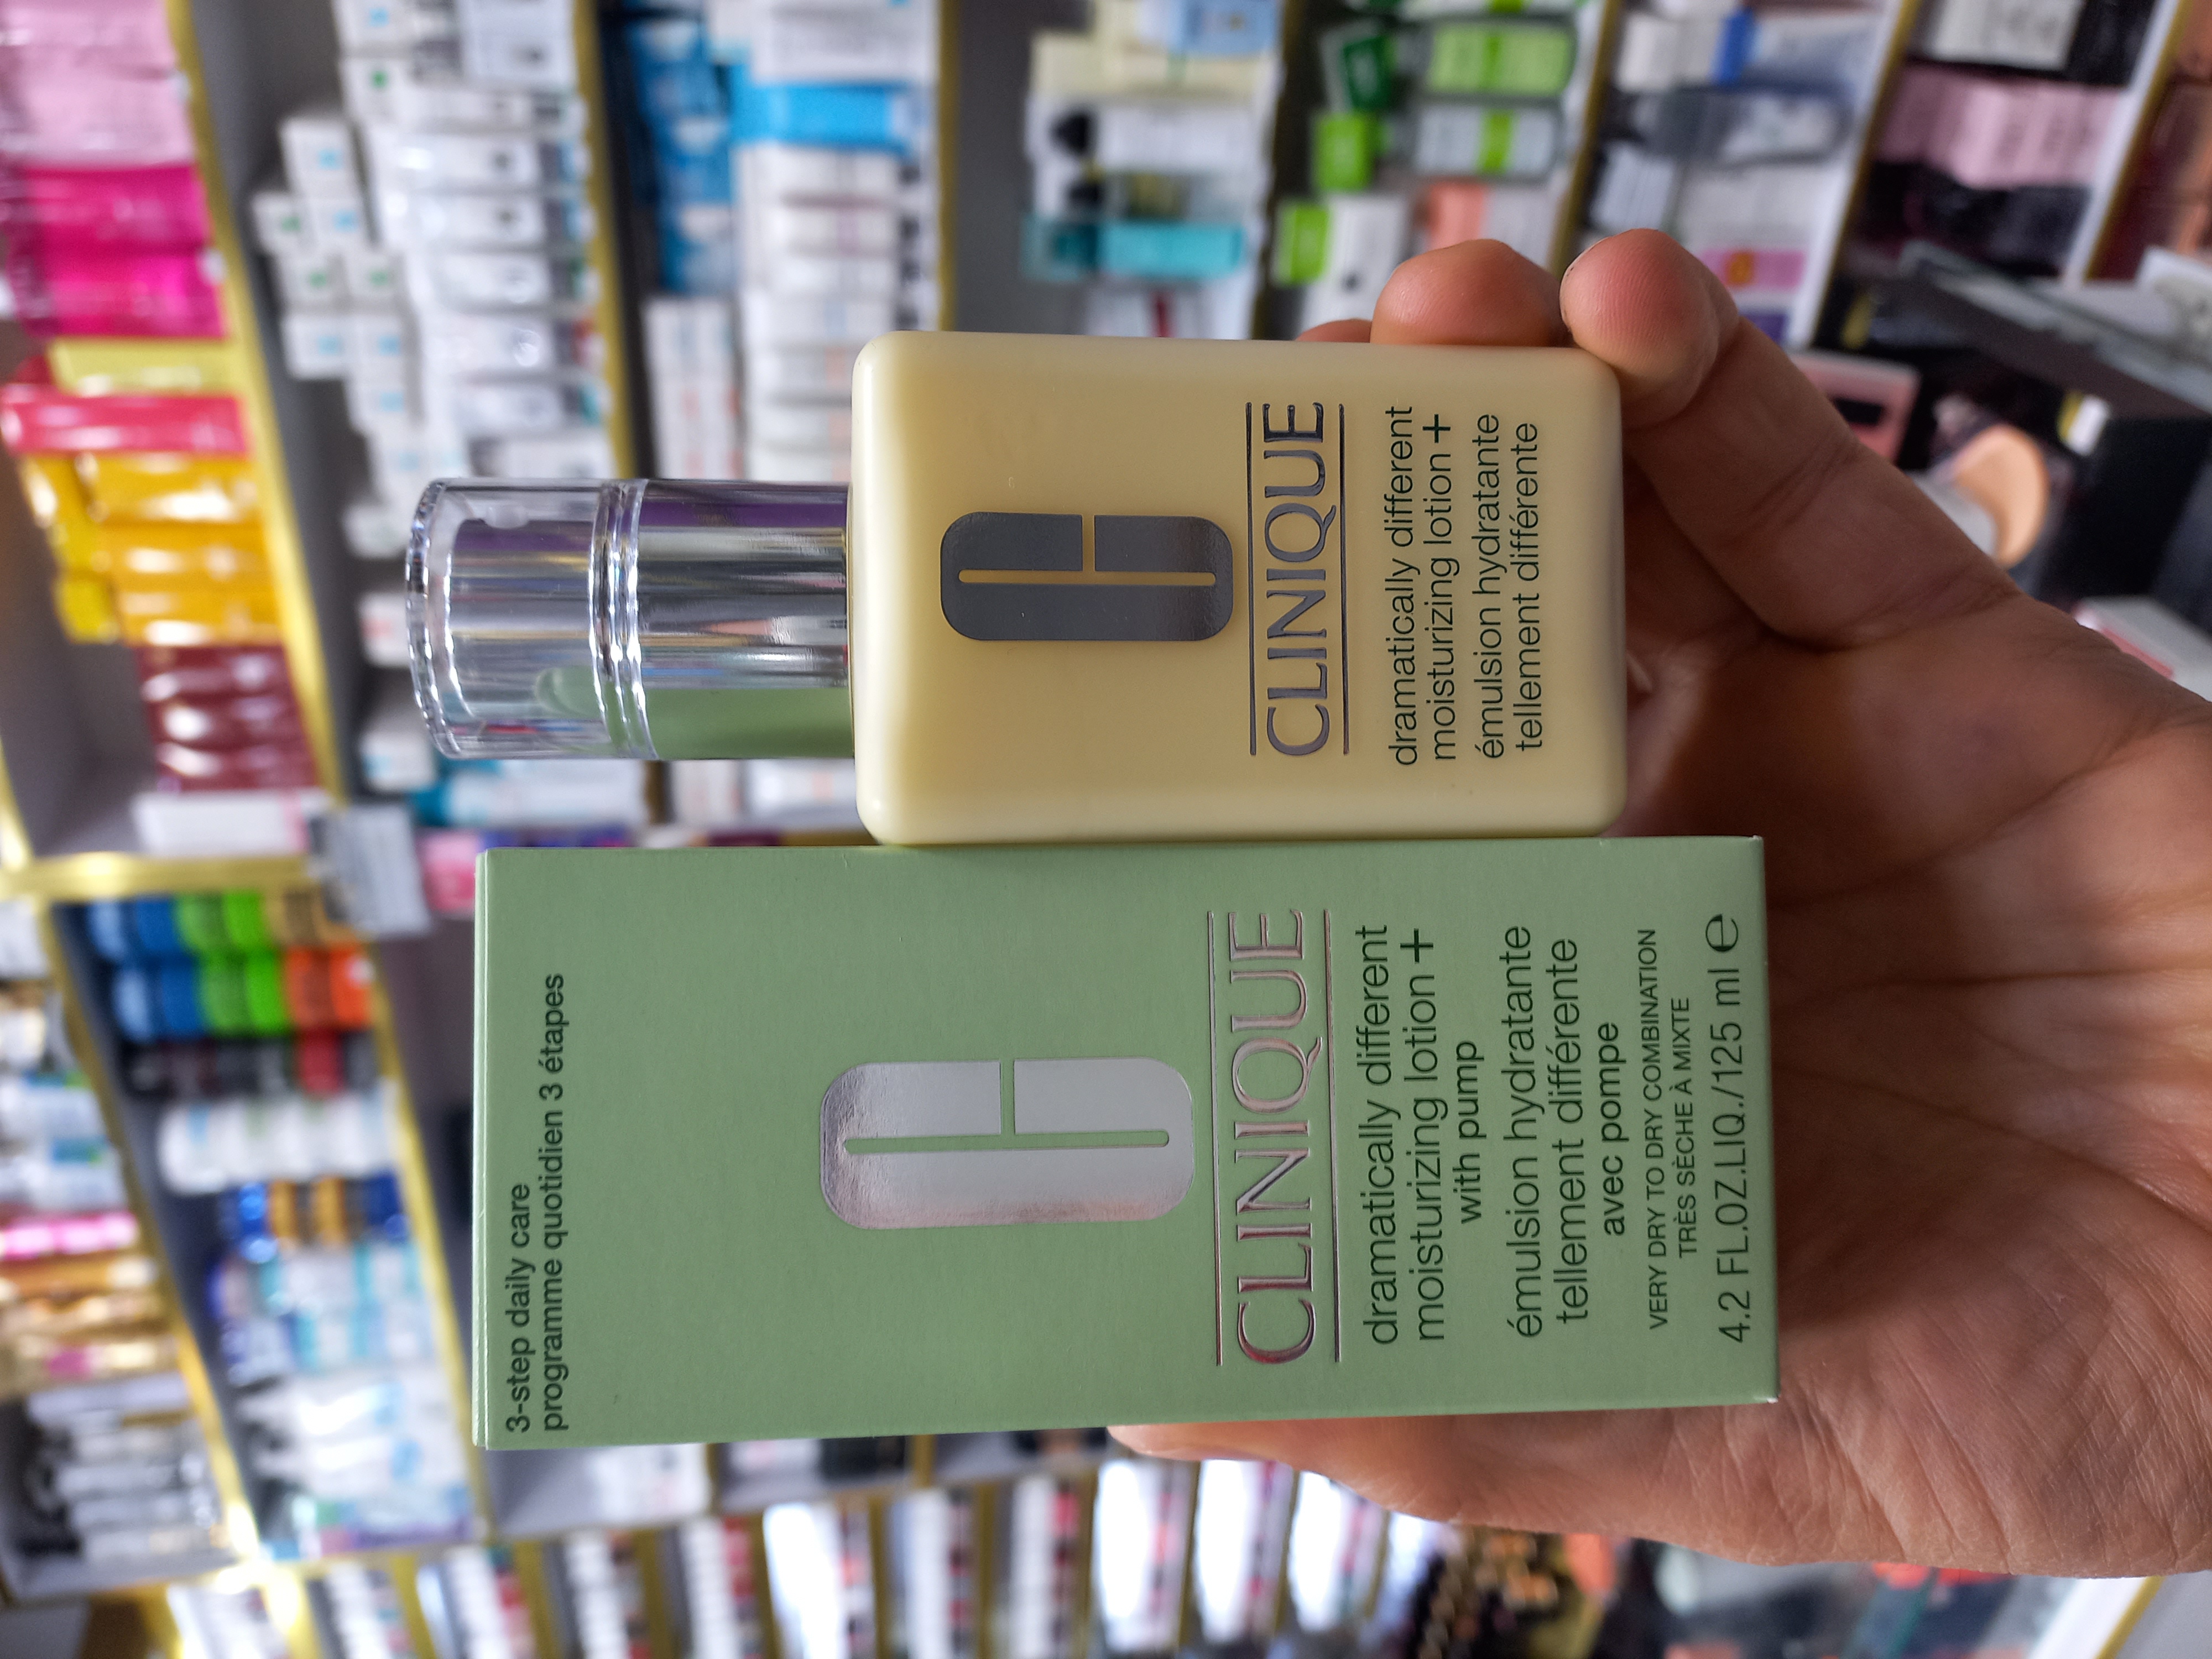 3-step daily care
programme quotidien 3 étapes
CLINIQUE
dramatically different
moisturizing lotion +
with pump
émulsion hydratante
tellement différente
avec pompe
VERY DRY TO DRY COMBINATION
TRÈS SÈCHE À MIXTE
4.2 FL.OZ.LIQ./125 ml ℮
CLINIQUE
dramatically different
moisturizing lotion +
émulsion hydratante
tellement différente